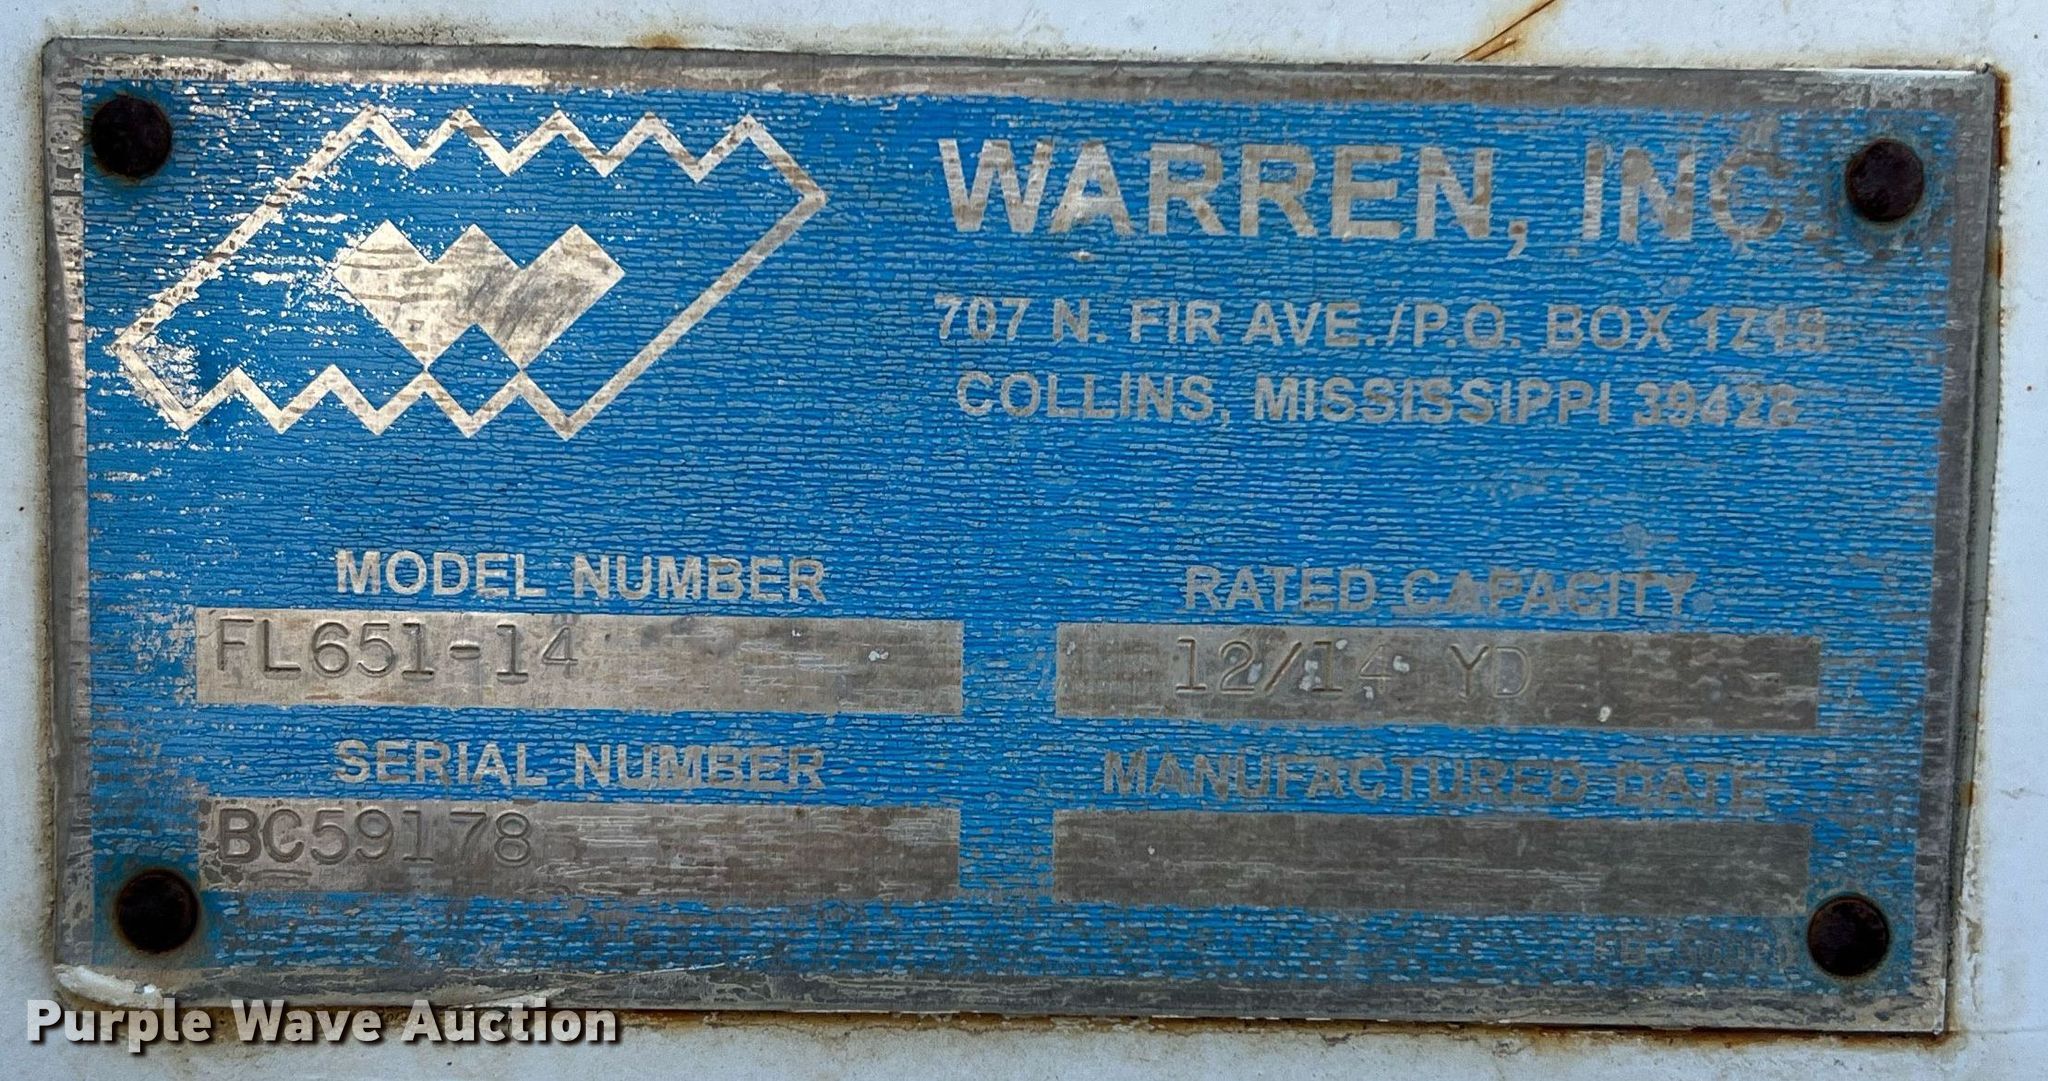 WARREN, INC.
707 N. FIR AVE./P.O. BOX
COLLINS, MISSISSIPPI 39428
MODEL NUMBER
RATED CAPACITY
FL651-14
12/14 YD
SERIAL NUMBER
MANUFACTURED DATE
BC59178
Purple Wave Auction